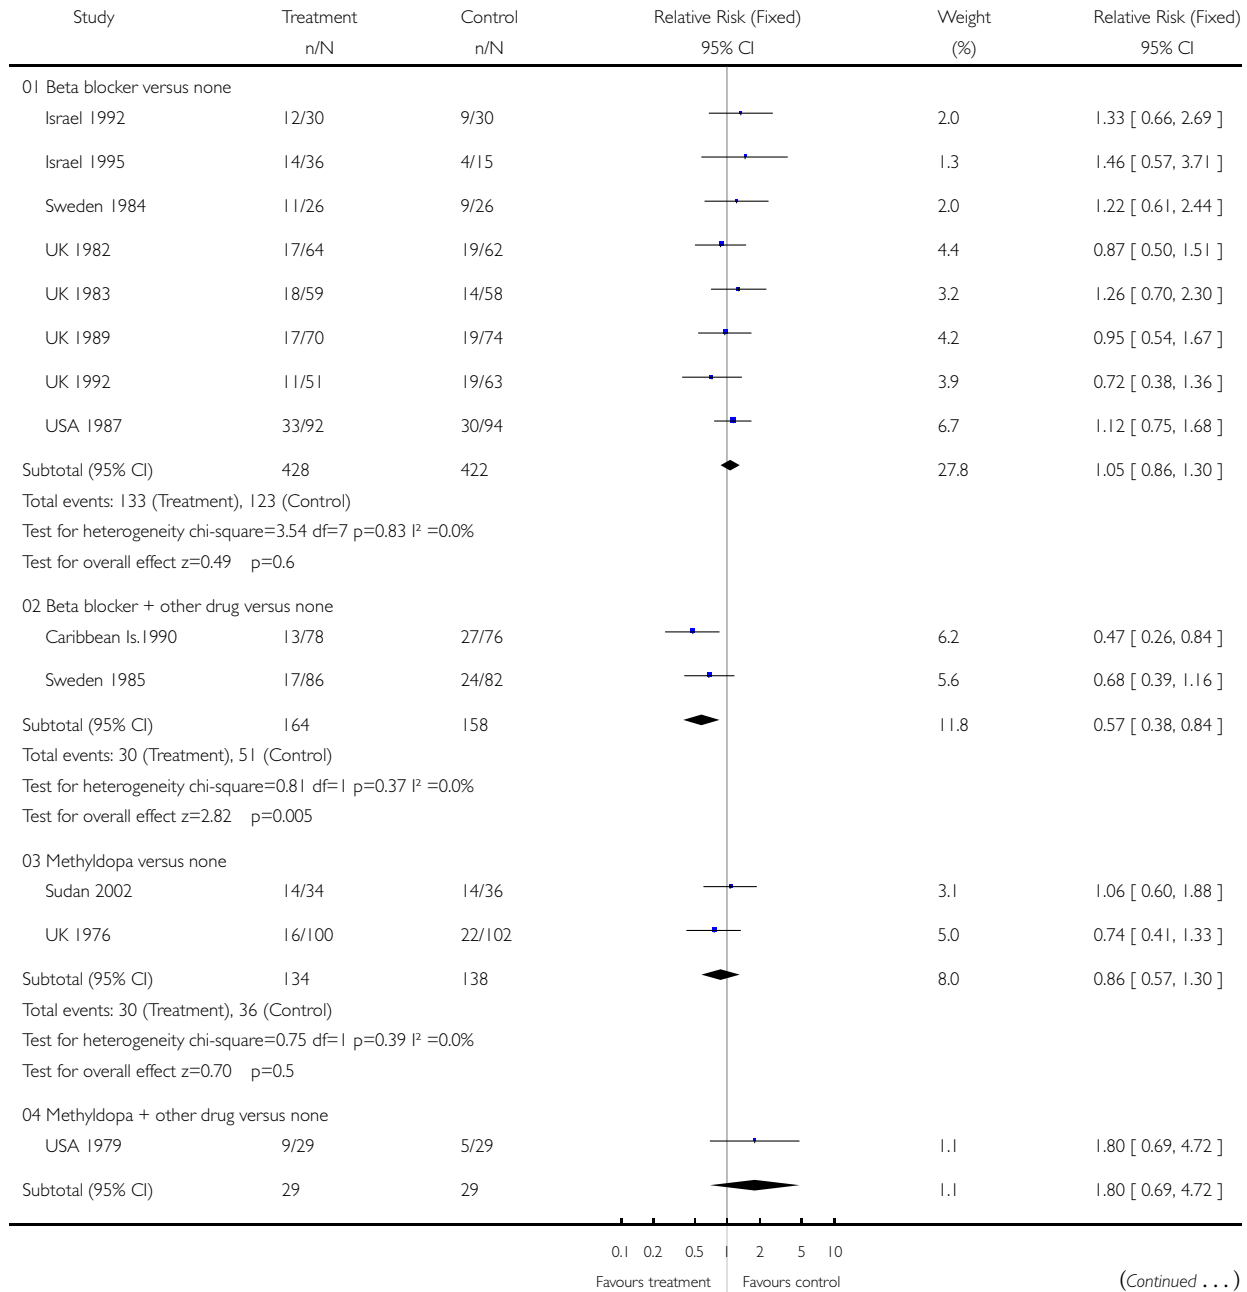 Study Treatment Control Relative Risk (Fixed) Weight Relative Risk (Fixed)
n/N n/N 95% CI (%) 95% CI
01 Beta blocker versus none
Israel 1992 12/30 9/30 2.0 1.33 [ 0.66, 2.69 ]
Israel 1995 14/36 4/15 1.3 1.46 [ 0.57, 3.71 ]
Sweden 1984 11/26 9/26 2.0 1.22 [ 0.61, 2.44 ]
UK 1982 17/64 19/62 4.4 0.87 [ 0.50, 1.51 ]
UK 1983 18/59 14/58 3.2 1.26 [ 0.70, 2.30 ]
UK 1989 17/70 19/74 4.2 0.95 [ 0.54, 1.67 ]
UK 1992 11/51 19/63 3.9 0.72 [ 0.38, 1.36 ]
USA 1987 33/92 30/94 6.7 1.12 [ 0.75, 1.68 ]
Subtotal (95% CI) 428 422 27.8 1.05 [ 0.86, 1.30 ]
Total events: 133 (Treatment), 123 (Control)
Test for heterogeneity chi-square=3.54 df=7 p=0.83 I² =0.0%
Test for overall effect z=0.49 p=0.6
02 Beta blocker + other drug versus none
Caribbean Is.1990 13/78 27/76 6.2 0.47 [ 0.26, 0.84 ]
Sweden 1985 17/86 24/82 5.6 0.68 [ 0.39, 1.16 ]
Subtotal (95% CI) 164 158 11.8 0.57 [ 0.38, 0.84 ]
Total events: 30 (Treatment), 51 (Control)
Test for heterogeneity chi-square=0.81 df=1 p=0.37 I² =0.0%
Test for overall effect z=2.82 p=0.005
03 Methyldopa versus none
Sudan 2002 14/34 14/36 3.1 1.06 [ 0.60, 1.88 ]
UK 1976 16/100 22/102 5.0 0.74 [ 0.41, 1.33 ]
Subtotal (95% CI) 134 138 8.0 0.86 [ 0.57, 1.30 ]
Total events: 30 (Treatment), 36 (Control)
Test for heterogeneity chi-square=0.75 df=1 p=0.39 I² =0.0%
Test for overall effect z=0.70 p=0.5
04 Methyldopa + other drug versus none
USA 1979 9/29 5/29 1.1 1.80 [ 0.69, 4.72 ]
Subtotal (95% CI) 29 29 1.1 1.80 [ 0.69, 4.72 ]
0.1 0.2 0.5 1 2 5 10
Favours treatment Favours control (Continued . . . )